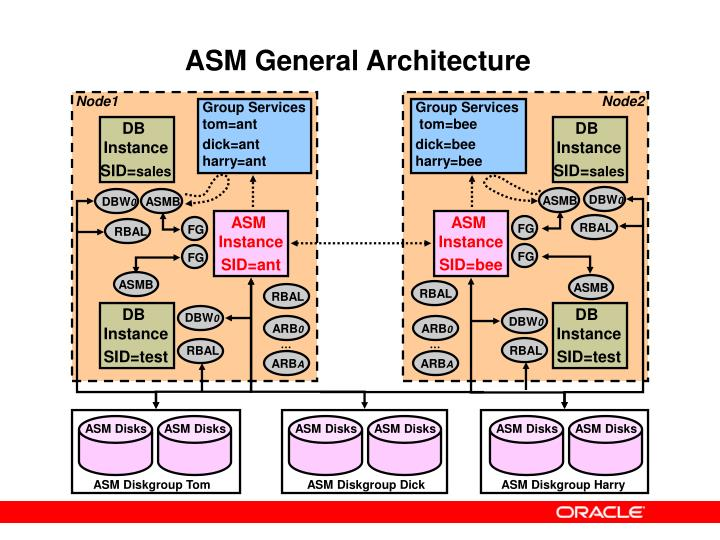 ASM General Architecture
Node1
Group Services
tom=ant
dick=ant
harry=ant
DB
Instance
SID=sales
DBW0
ASMB
RBAL
FG
FG
ASM
Instance
SID=ant
ASMB
DB
Instance
SID=test
DBW0
RBAL
RBAL
ARB0
...
ARBA
Node2
Group Services
tom=bee
dick=bee
harry=bee
DB
Instance
SID=sales
ASMB
DBW0
RBAL
FG
FG
ASM
Instance
SID=bee
ASMB
RBAL
ARB0
...
ARBA
DBW0
RBAL
DB
Instance
SID=test
ASM Disks
ASM Disks
ASM Diskgroup Tom
ASM Disks
ASM Disks
ASM Diskgroup Dick
ASM Disks
ASM Disks
ASM Diskgroup Harry
ORACLE